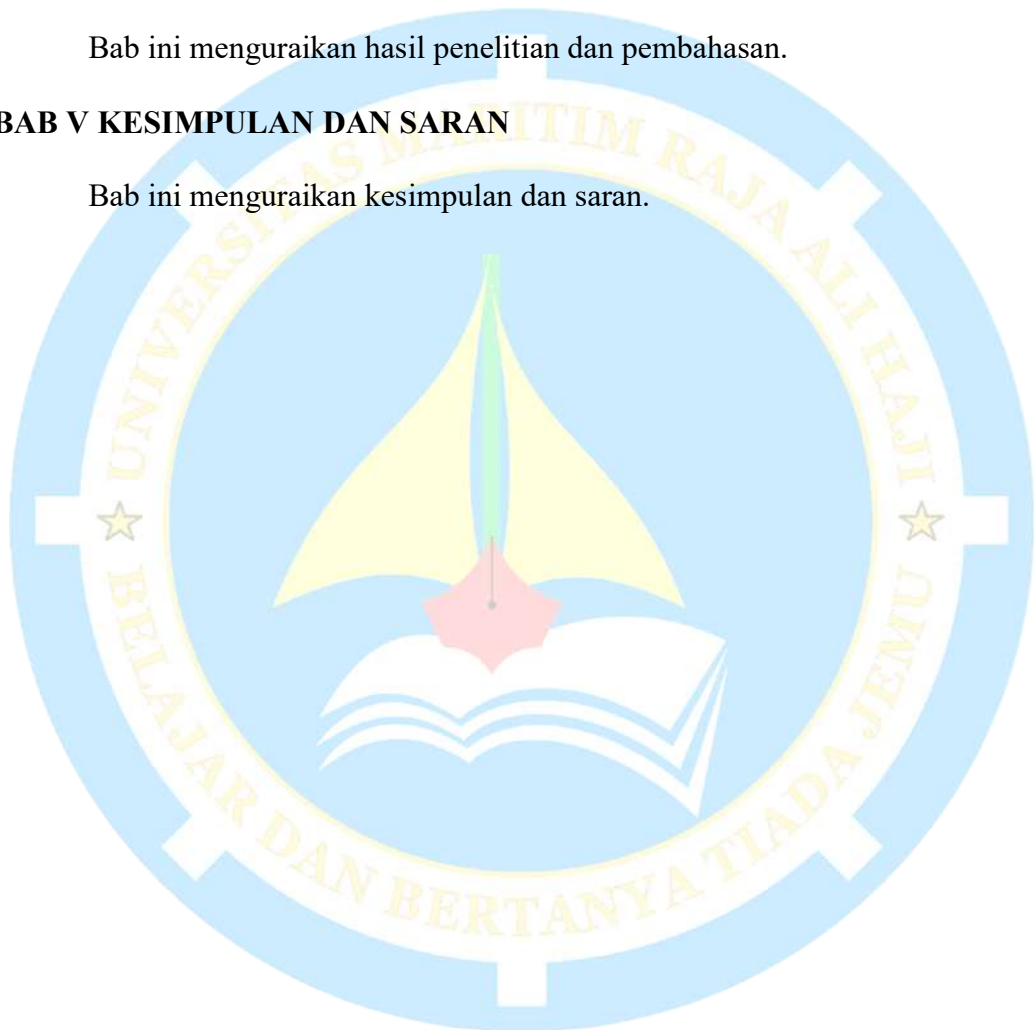 Bab ini menguraikan hasil penelitian dan pembahasan.
BAB V KESIMPULAN DAN SARAN
Bab ini menguraikan kesimpulan dan saran.
UNIVERSITAS MARITIM RAJA ALI HAJI
BELAJAR DAN BERTANYA TIADA JEMU